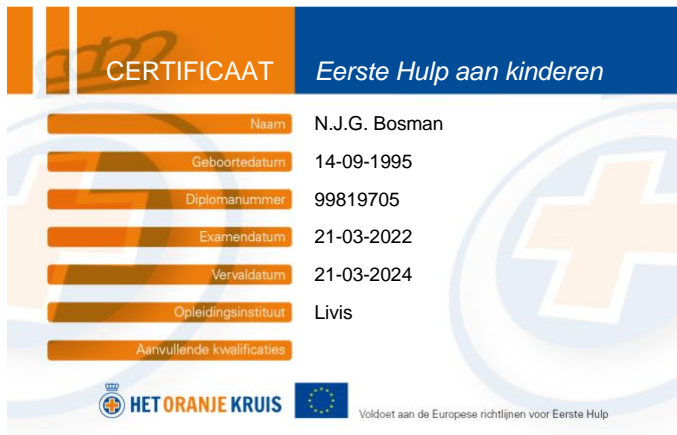 CERTIFICAAT Eerste Hulp aan kinderen
Naam N.J.G. Bosman
Geboortedatum 14-09-1995
Diplomanummer 99819705
Examendatum 21-03-2022
Vervaldatum 21-03-2024
Opleidingsinstituut Livis
Aanvullende kwalificaties
HET ORANJE KRUIS Voldoet aan de Europese richtlijnen voor Eerste Hulp